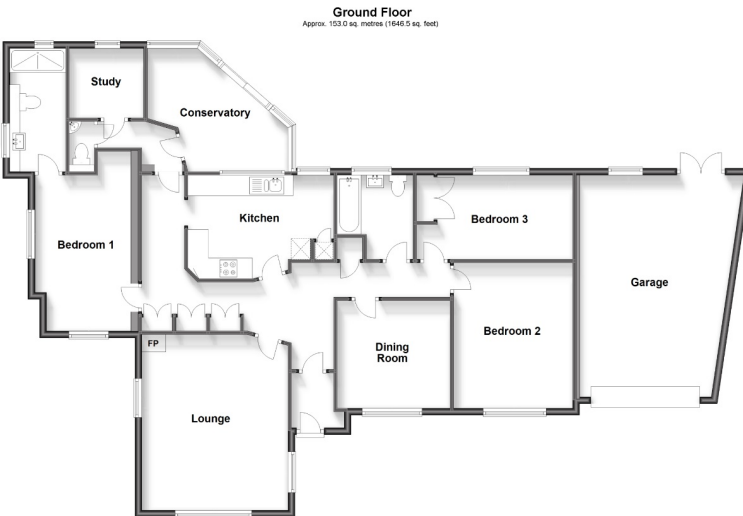 Ground Floor
Approx. 153.0 sq. metres (1646.5 sq. feet)
Study
Conservatory
Kitchen
Bedroom 3
Bedroom 1
Garage
Bedroom 2
FP
Dining
Room
Lounge